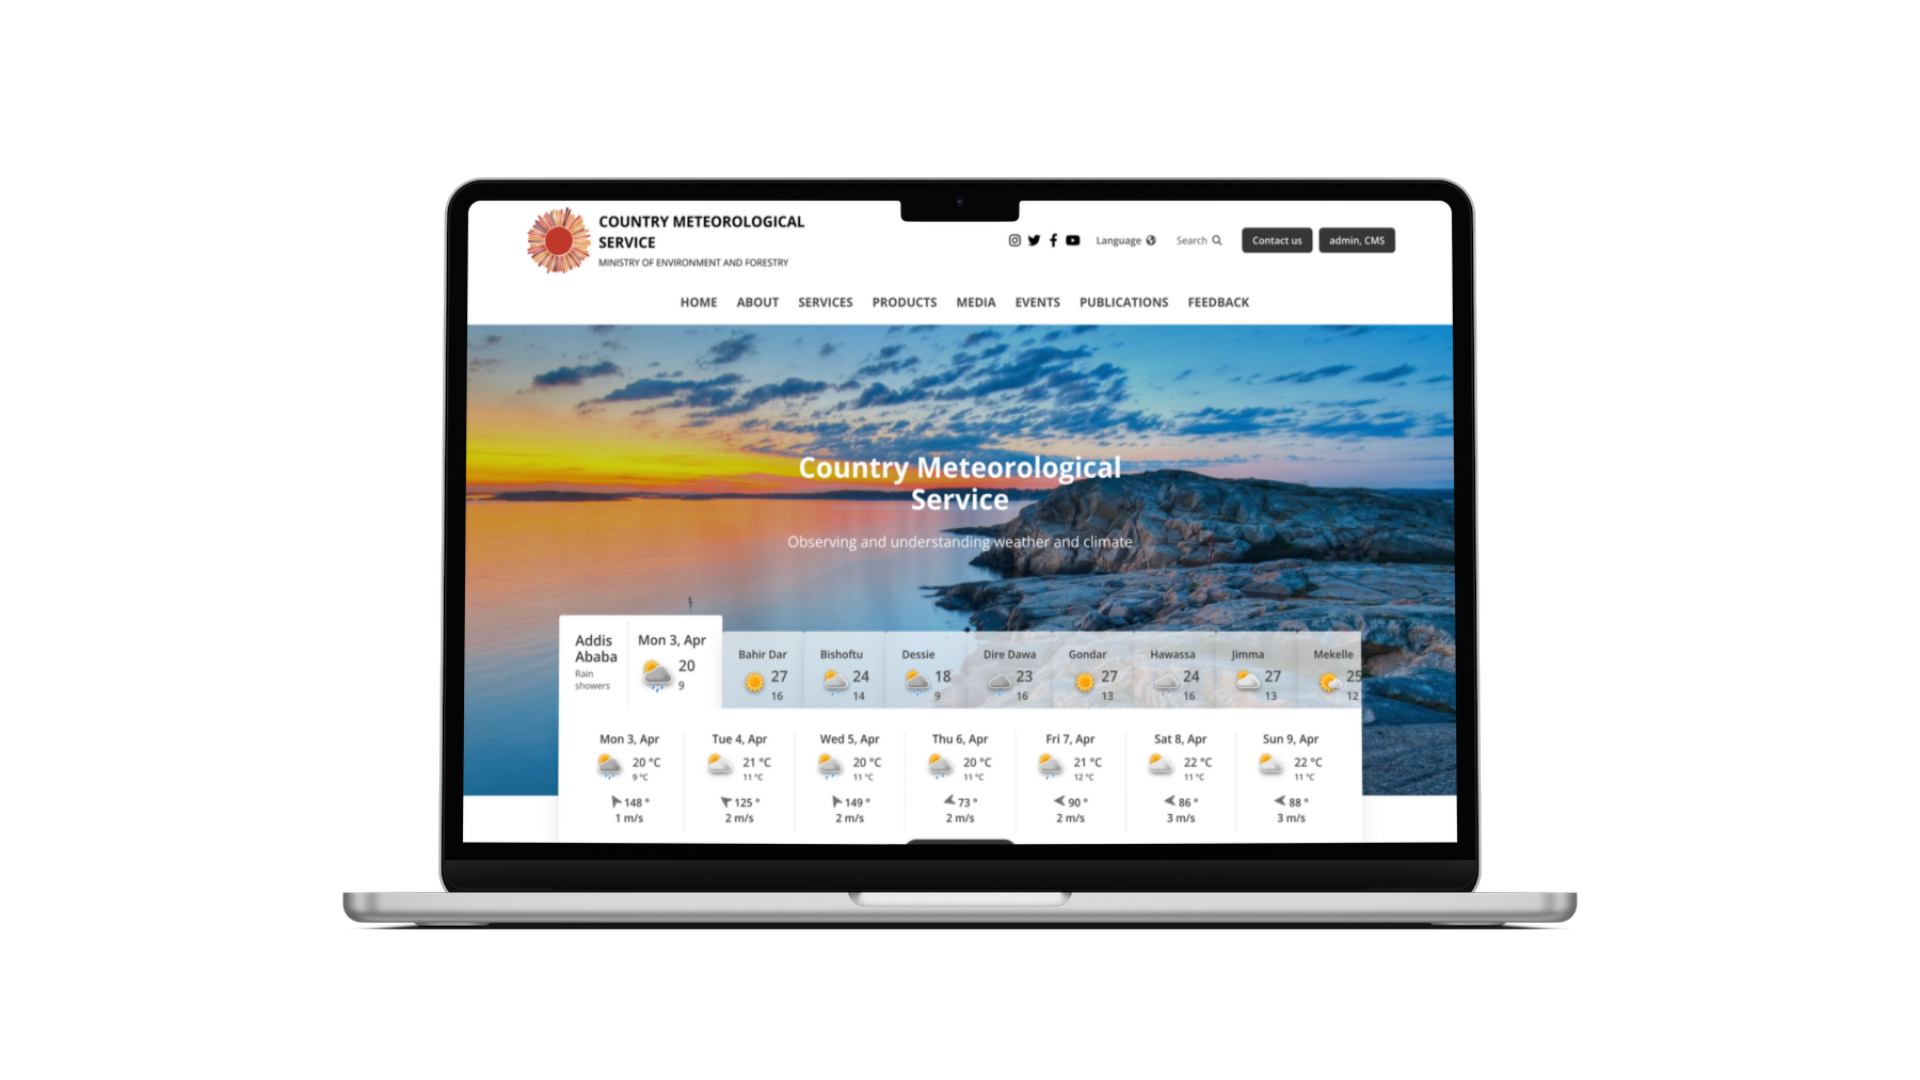 COUNTRY METEOROLOGICAL
SERVICE
MINISTRY OF ENVIRONMENT AND FORESTRY
Language
Search
Contact us
admin, CMS
HOME ABOUT SERVICES PRODUCTS MEDIA EVENTS PUBLICATIONS FEEDBACK
Country Meteorological
Service
Observing and understanding weather and climate
Addis
Ababa
Rain
showers
Mon 3, Apr
20
9
Bahir Dar
27
16
Bishoftu
24
14
Dessie
18
9
Dire Dawa
23
16
Gondar
27
13
Hawassa
24
16
Jimma
27
13
Mekelle
25
12
Mon 3, Apr
20 °C
9 °C
148 °
1 m/s
Tue 4, Apr
21 °C
11 °C
125 °
2 m/s
Wed 5, Apr
20 °C
11 °C
149 °
2 m/s
Thu 6, Apr
20 °C
11 °C
73 °
2 m/s
Fri 7, Apr
21 °C
12 °C
90 °
2 m/s
Sat 8, Apr
22 °C
11 °C
86 °
3 m/s
Sun 9, Apr
22 °C
11 °C
88 °
3 m/s